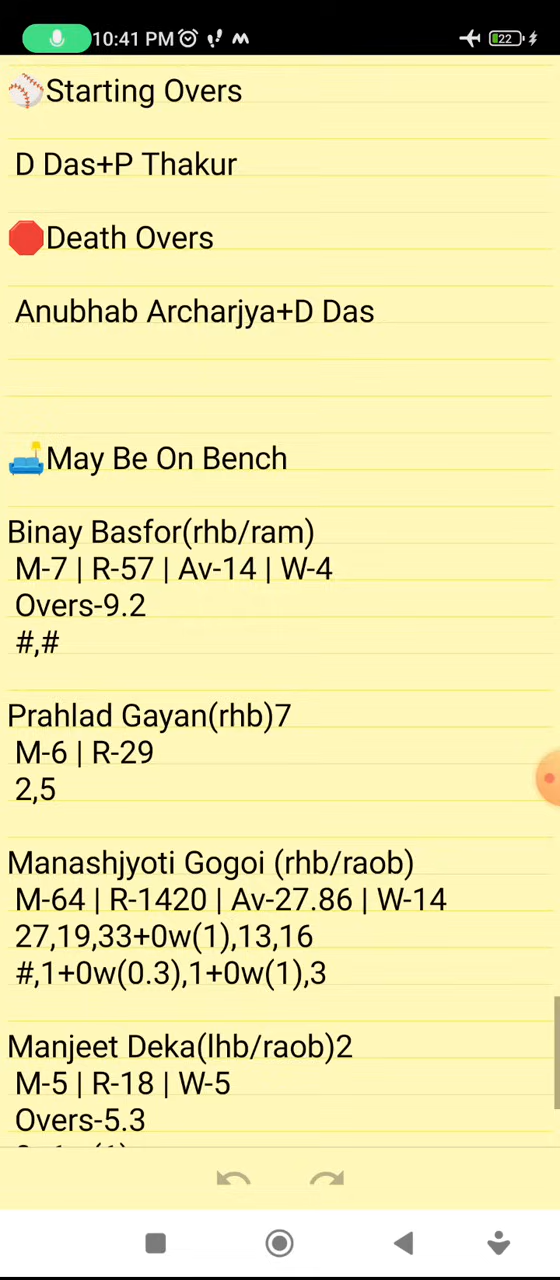 10:41 PM
22
⚾Starting Overs
D Das+P Thakur
🛑Death Overs
Anubhab Archarjya+D Das
🛋️May Be On Bench
Binay Basfor(rhb/ram)
M-7 | R-57 | Av-14 | W-4
Overs-9.2
#,#
Prahlad Gayan(rhb)7
M-6 | R-29
2,5
Manashjyoti Gogoi (rhb/raob)
M-64 | R-1420 | Av-27.86 | W-14
27,19,33+0w(1),13,16
#,1+0w(0.3),1+0w(1),3
Manjeet Deka(lhb/raob)2
M-5 | R-18 | W-5
Overs-5.3